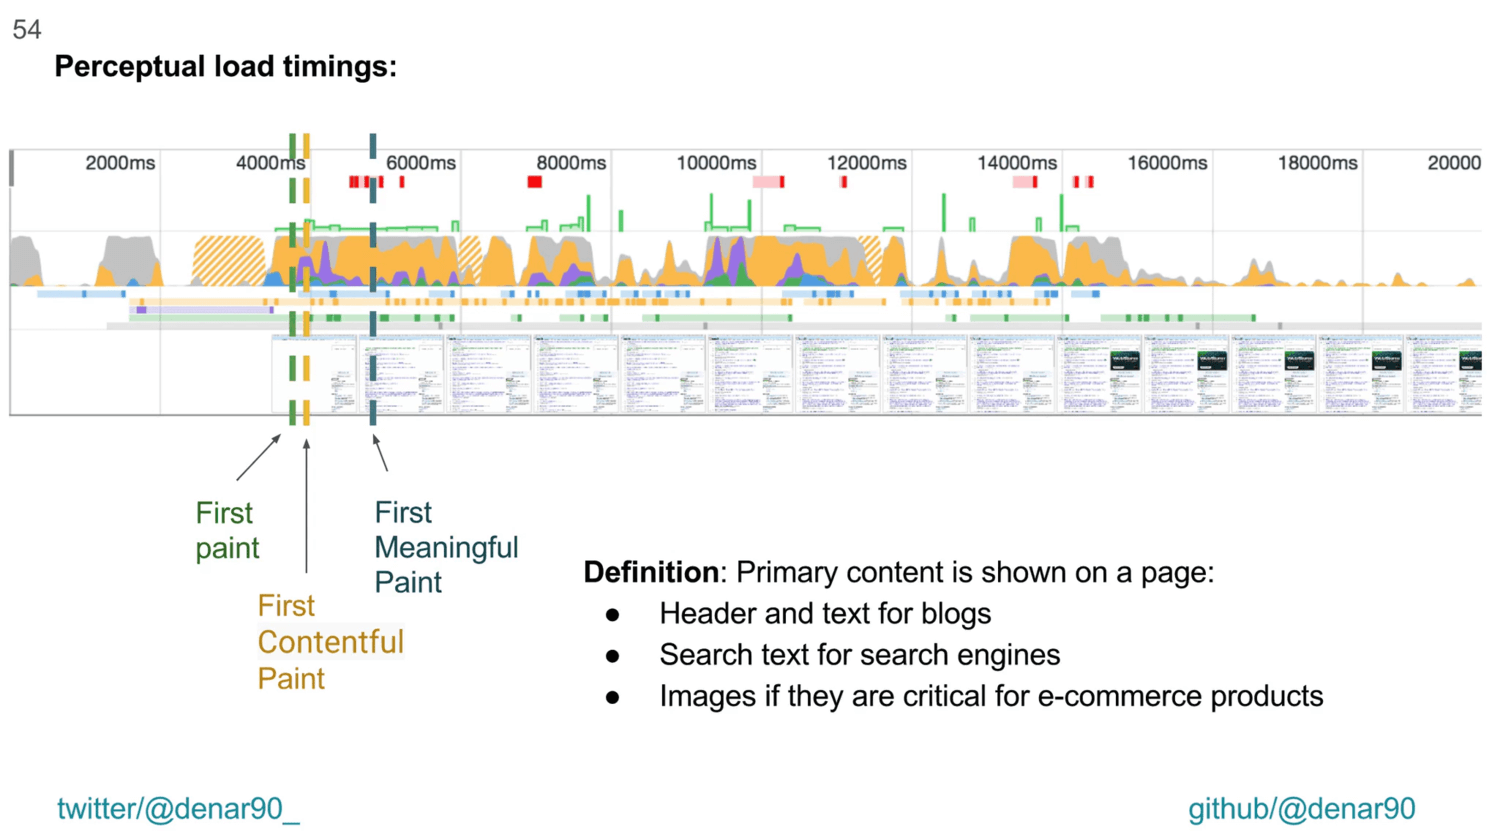 54
Perceptual load timings:
2000ms 4000ms 6000ms 8000ms 10000ms 12000ms 14000ms 16000ms 18000ms 20000
First
paint
First
Contentful
Paint
First
Meaningful
Paint
Definition: Primary content is shown on a page:
● Header and text for blogs
● Search text for search engines
● Images if they are critical for e-commerce products
twitter/@denar90_
github/@denar90